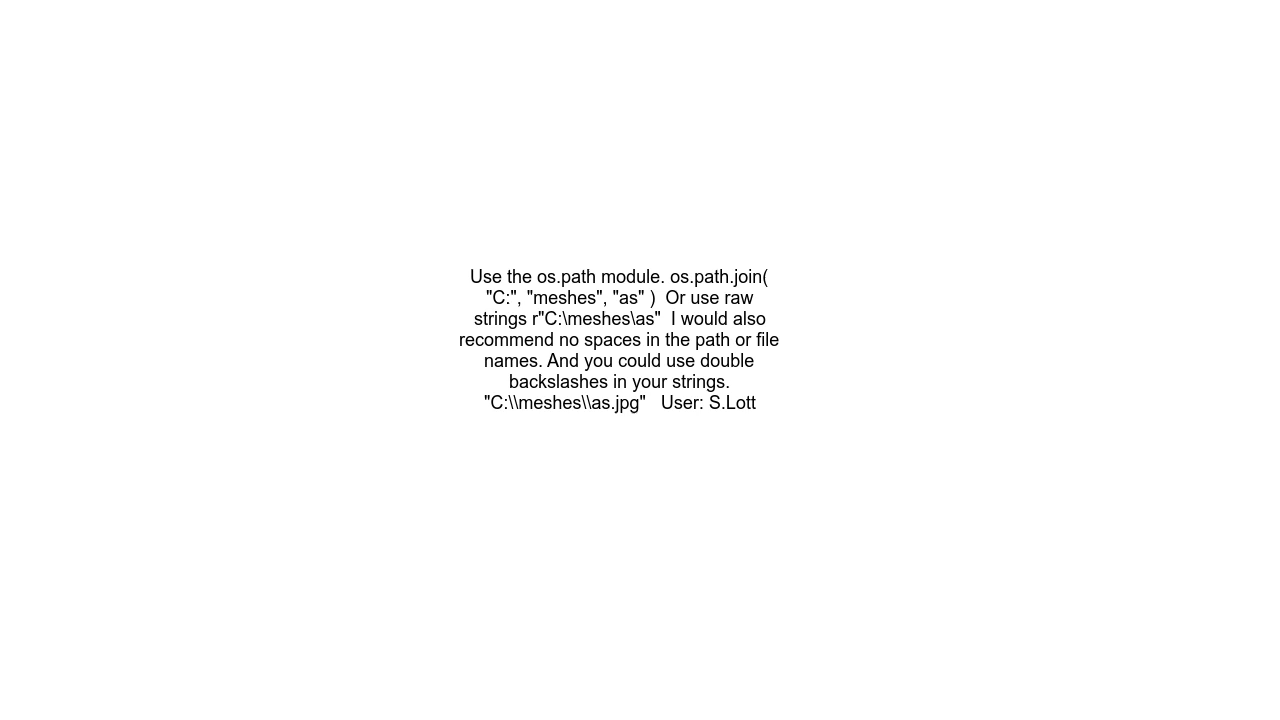 Use the os.path module. os.path.join(
"C:", "meshes", "as" )  Or use raw
strings r"C:\meshes\as"  I would also
recommend no spaces in the path or file
names. And you could use double
backslashes in your strings.
"C:\\meshes\\as.jpg"   User: S.Lott